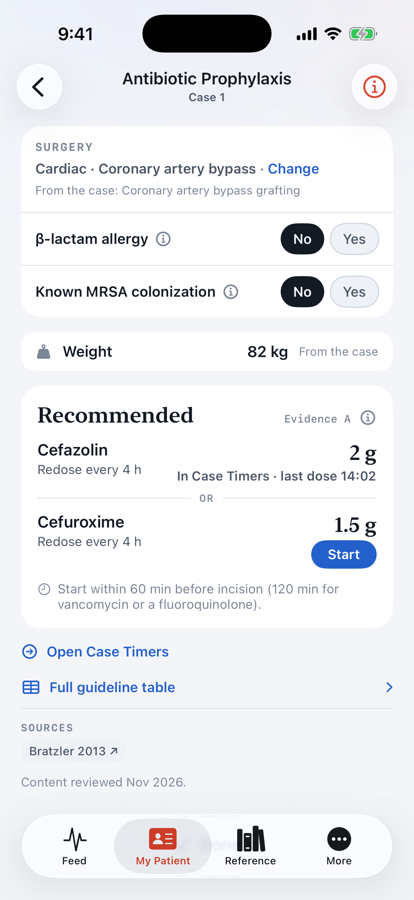 9:41
Antibiotic Prophylaxis
Case 1
SURGERY
Cardiac · Coronary artery bypass · Change
From the case: Coronary artery bypass grafting
β-lactam allergy
No
Yes
Known MRSA colonization
No
Yes
Weight
82 kg From the case
Recommended
Evidence A
Cefazolin
2 g
Redose every 4 h
In Case Timers · last dose 14:02
OR
Cefuroxime
1.5 g
Redose every 4 h
Start
Start within 60 min before incision (120 min for
vancomycin or a fluoroquinolone).
Open Case Timers
Full guideline table
SOURCES
Bratzler 2013 ↗
Content reviewed Nov 2026.
Feed
My Patient
Reference
More